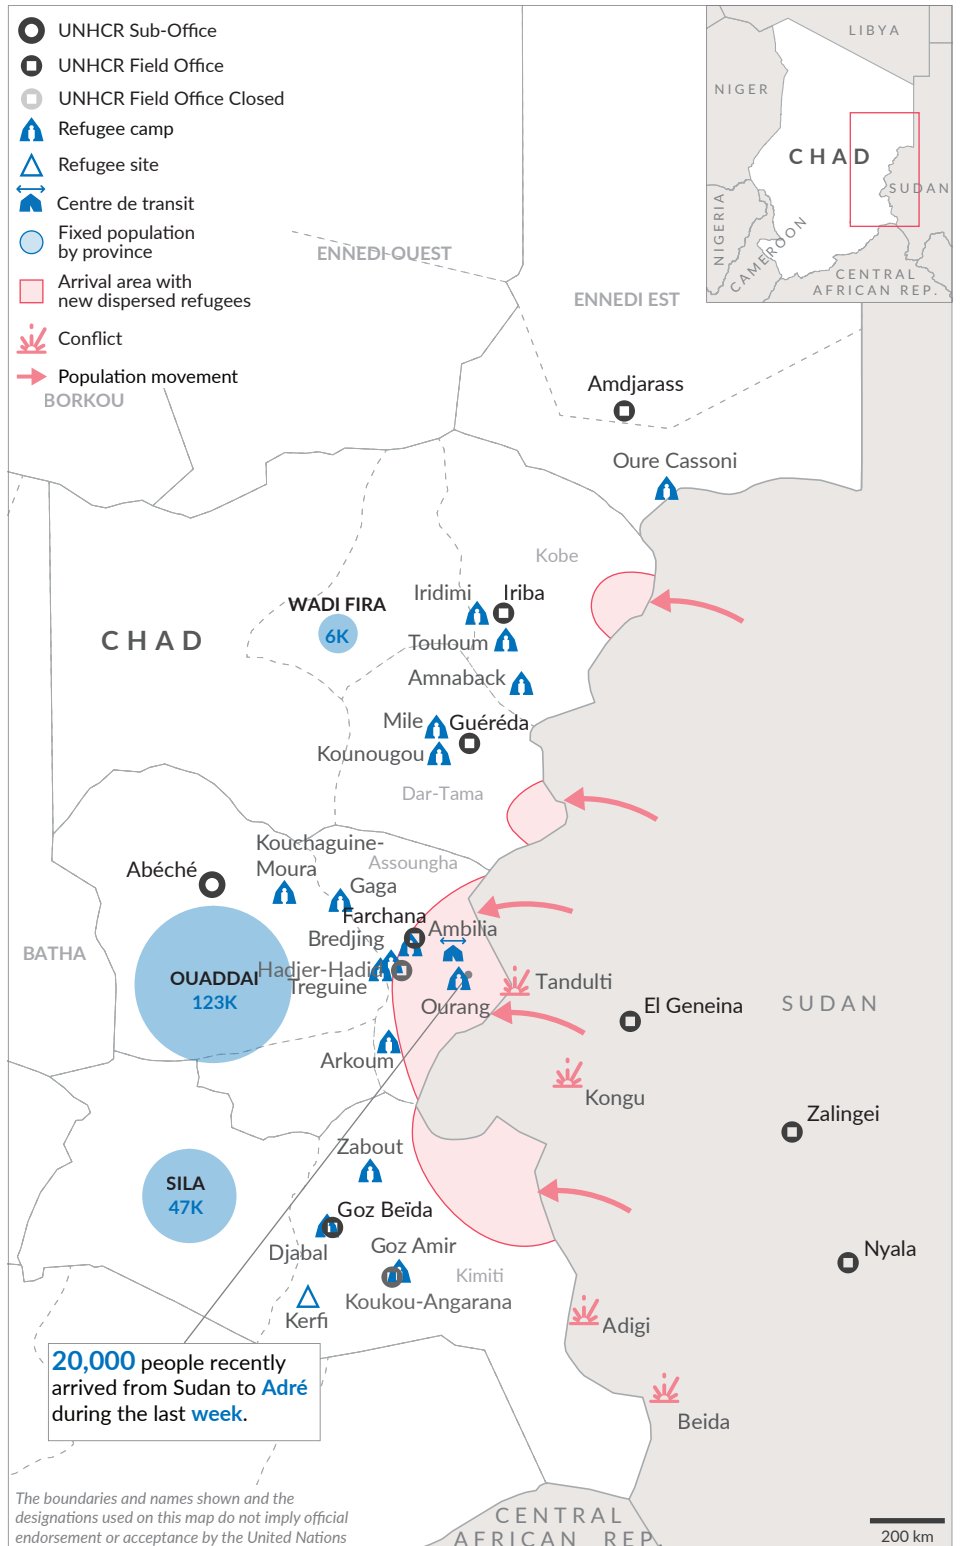 UNHCR Sub-Office
UNHCR Field Office
UNHCR Field Office Closed
Refugee camp
Refugee site
Centre de transit
Fixed population
by province
Arrival area with
new dispersed refugees
Conflict
Population movement
LIBYA
NIGER
CHAD
SUDAN
NIGERIA
CAMEROON
CENTRAL
AFRICAN REP.
ENNEDI OUEST
ENNEDI EST
BORKOU
Amdjarass
Oure Cassoni
Kobe
Iridimi
Iriba
WADI FIRA
6K
CHAD
Touloum
Amnaback
Mile
Guéréda
Kounougou
Dar-Tama
Kouchaguine-
Moura
Assoungha
Abéché
Gaga
Farchana
Ambilia
Bredjing
BATHA
OUADDAI
123K
Hadjer-Hadid
Treguine
Ourang
Tandulti
El Geneina
SUDAN
Arkoum
Kongu
Zalingei
Zabout
SILA
47K
Goz Beïda
Djabal
Goz Amir
Kimiti
Koukou-Angarana
Kerfi
Nyala
Adigi
Beida
20,000 people recently
arrived from Sudan to Adré
during the last week.
The boundaries and names shown and the
designations used on this map do not imply official
endorsement or acceptance by the United Nations
CENTRAL
AFRICAN REP.
200 km